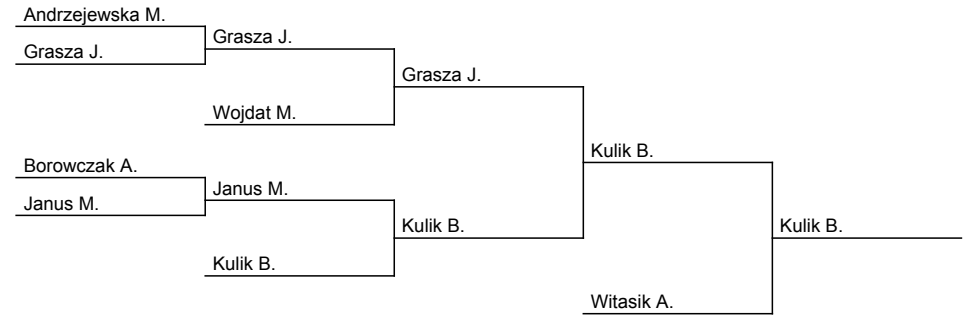 Andrzejewska M.
Grasza J.
Grasza J.
Grasza J.
Wojdat M.
Kulik B.
Borowczak A.
Janus M.
Janus M.
Kulik B.
Kulik B.
Kulik B.
Witasik A.